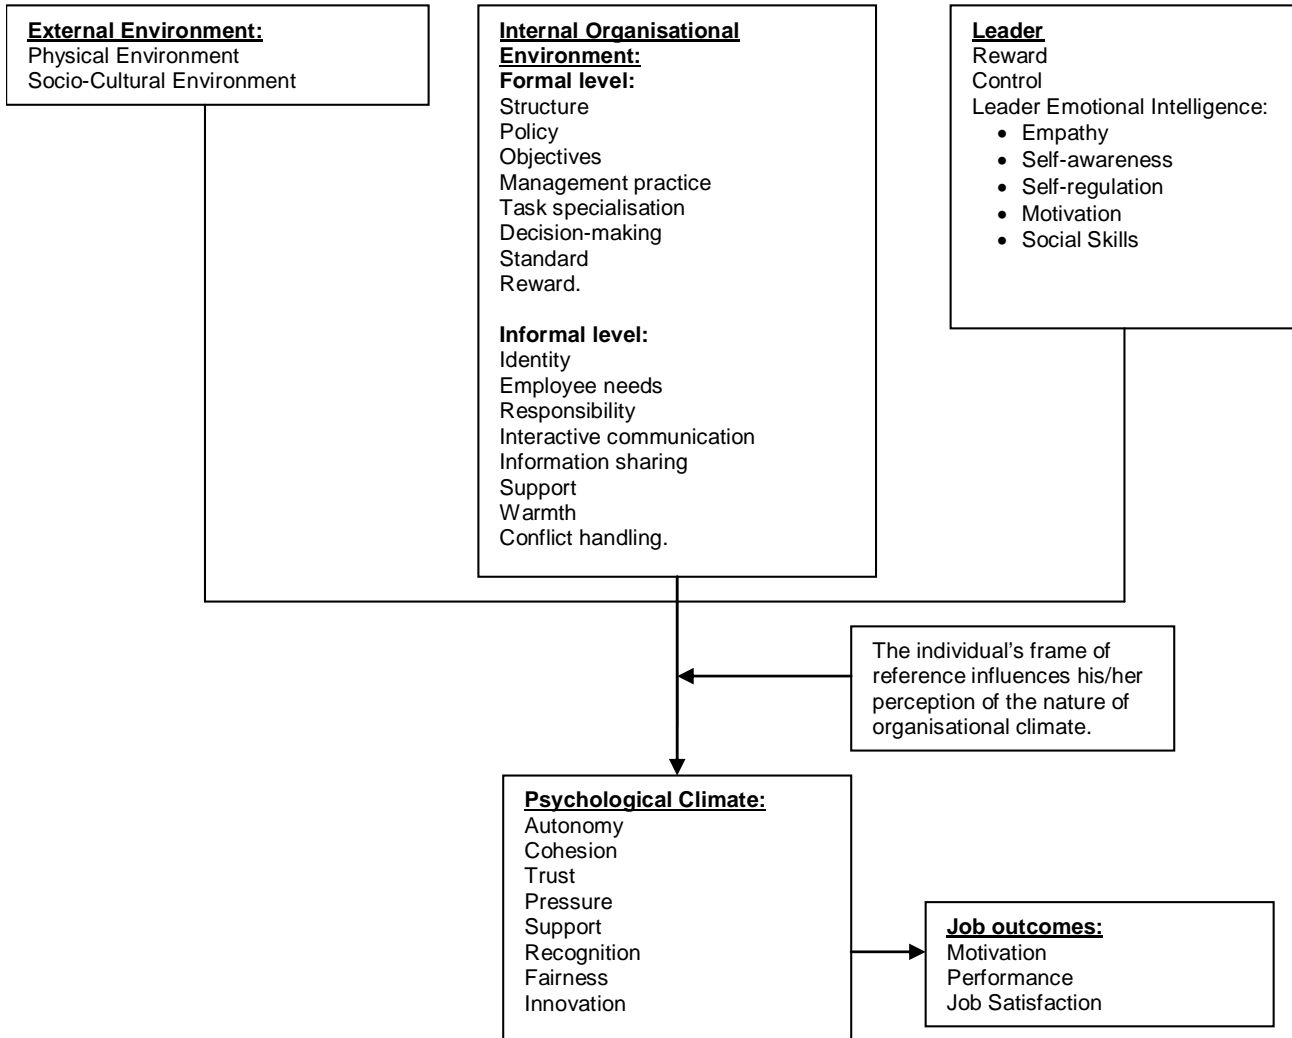 External Environment:
Physical Environment
Socio-Cultural Environment
Internal Organisational
Environment:
Formal level:
Structure
Policy
Objectives
Management practice
Task specialisation
Decision-making
Standard
Reward.
Informal level:
Identity
Employee needs
Responsibility
Interactive communication
Information sharing
Support
Warmth
Conflict handling.
Leader
Reward
Control
Leader Emotional Intelligence:
• Empathy
• Self-awareness
• Self-regulation
• Motivation
• Social Skills
The individual’s frame of
reference influences his/her
perception of the nature of
organisational climate.
Psychological Climate:
Autonomy
Cohesion
Trust
Pressure
Support
Recognition
Fairness
Innovation
Job outcomes:
Motivation
Performance
Job Satisfaction